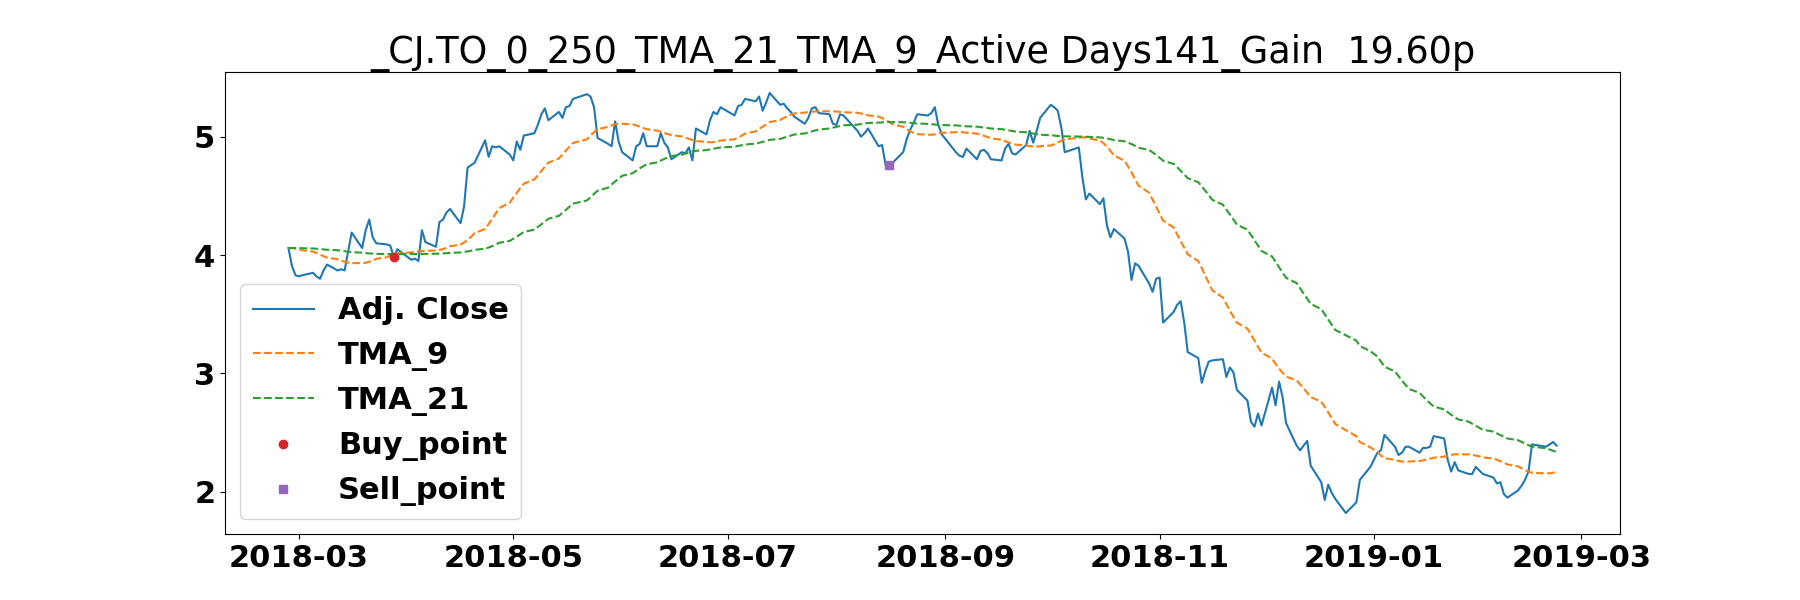 _CJ.TO_0_250_TMA_21_TMA_9_Active Days141_Gain  19.60p
5
4
3
2
Adj. Close
TMA_9
TMA_21
Buy_point
Sell_point
2018-03 2018-05 2018-07 2018-09 2018-11 2019-01 2019-03